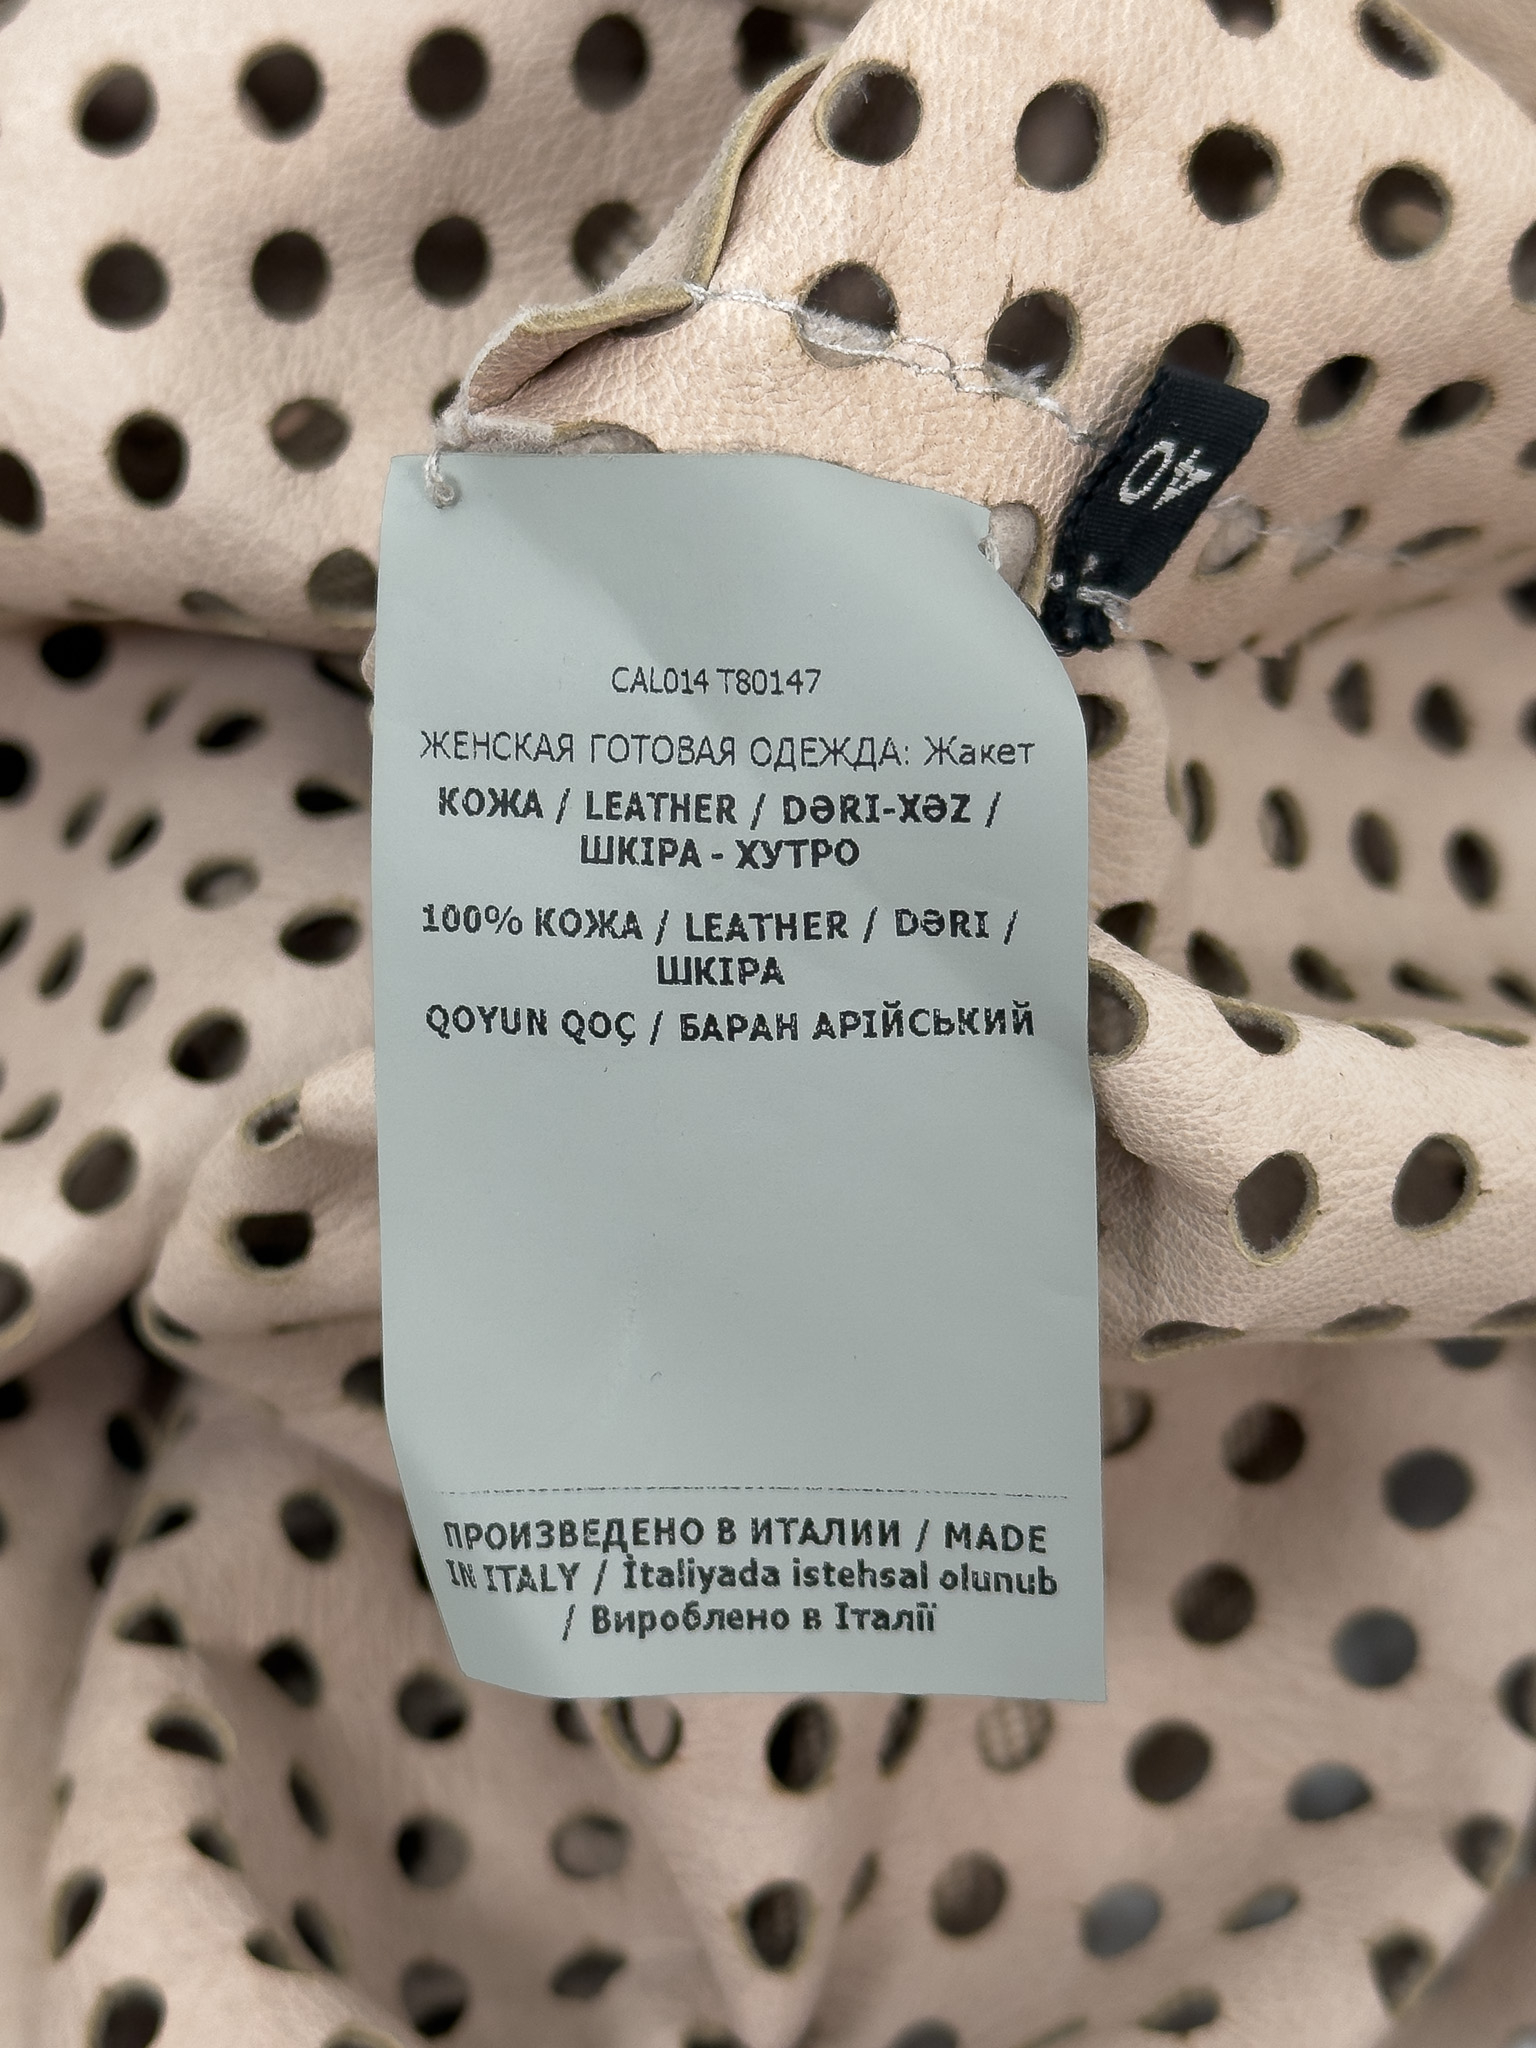 40
CAL014 T80147
ЖЕНСКАЯ ГОТОВАЯ ОДЕЖДА: Жакет
КОЖА / LEATHER / DƏRI-XƏZ /
ШКІРА - ХУТРО
100% КОЖА / LEATHER / DƏRI /
ШКІРА
QOYUN QOÇ / БАРАН АРІЙСЬКИЙ
ПРОИЗВЕДЕНО В ИТАЛИИ / MADE
IN ITALY / İtaliyada istehsal olunub
/ Вироблено в Італії